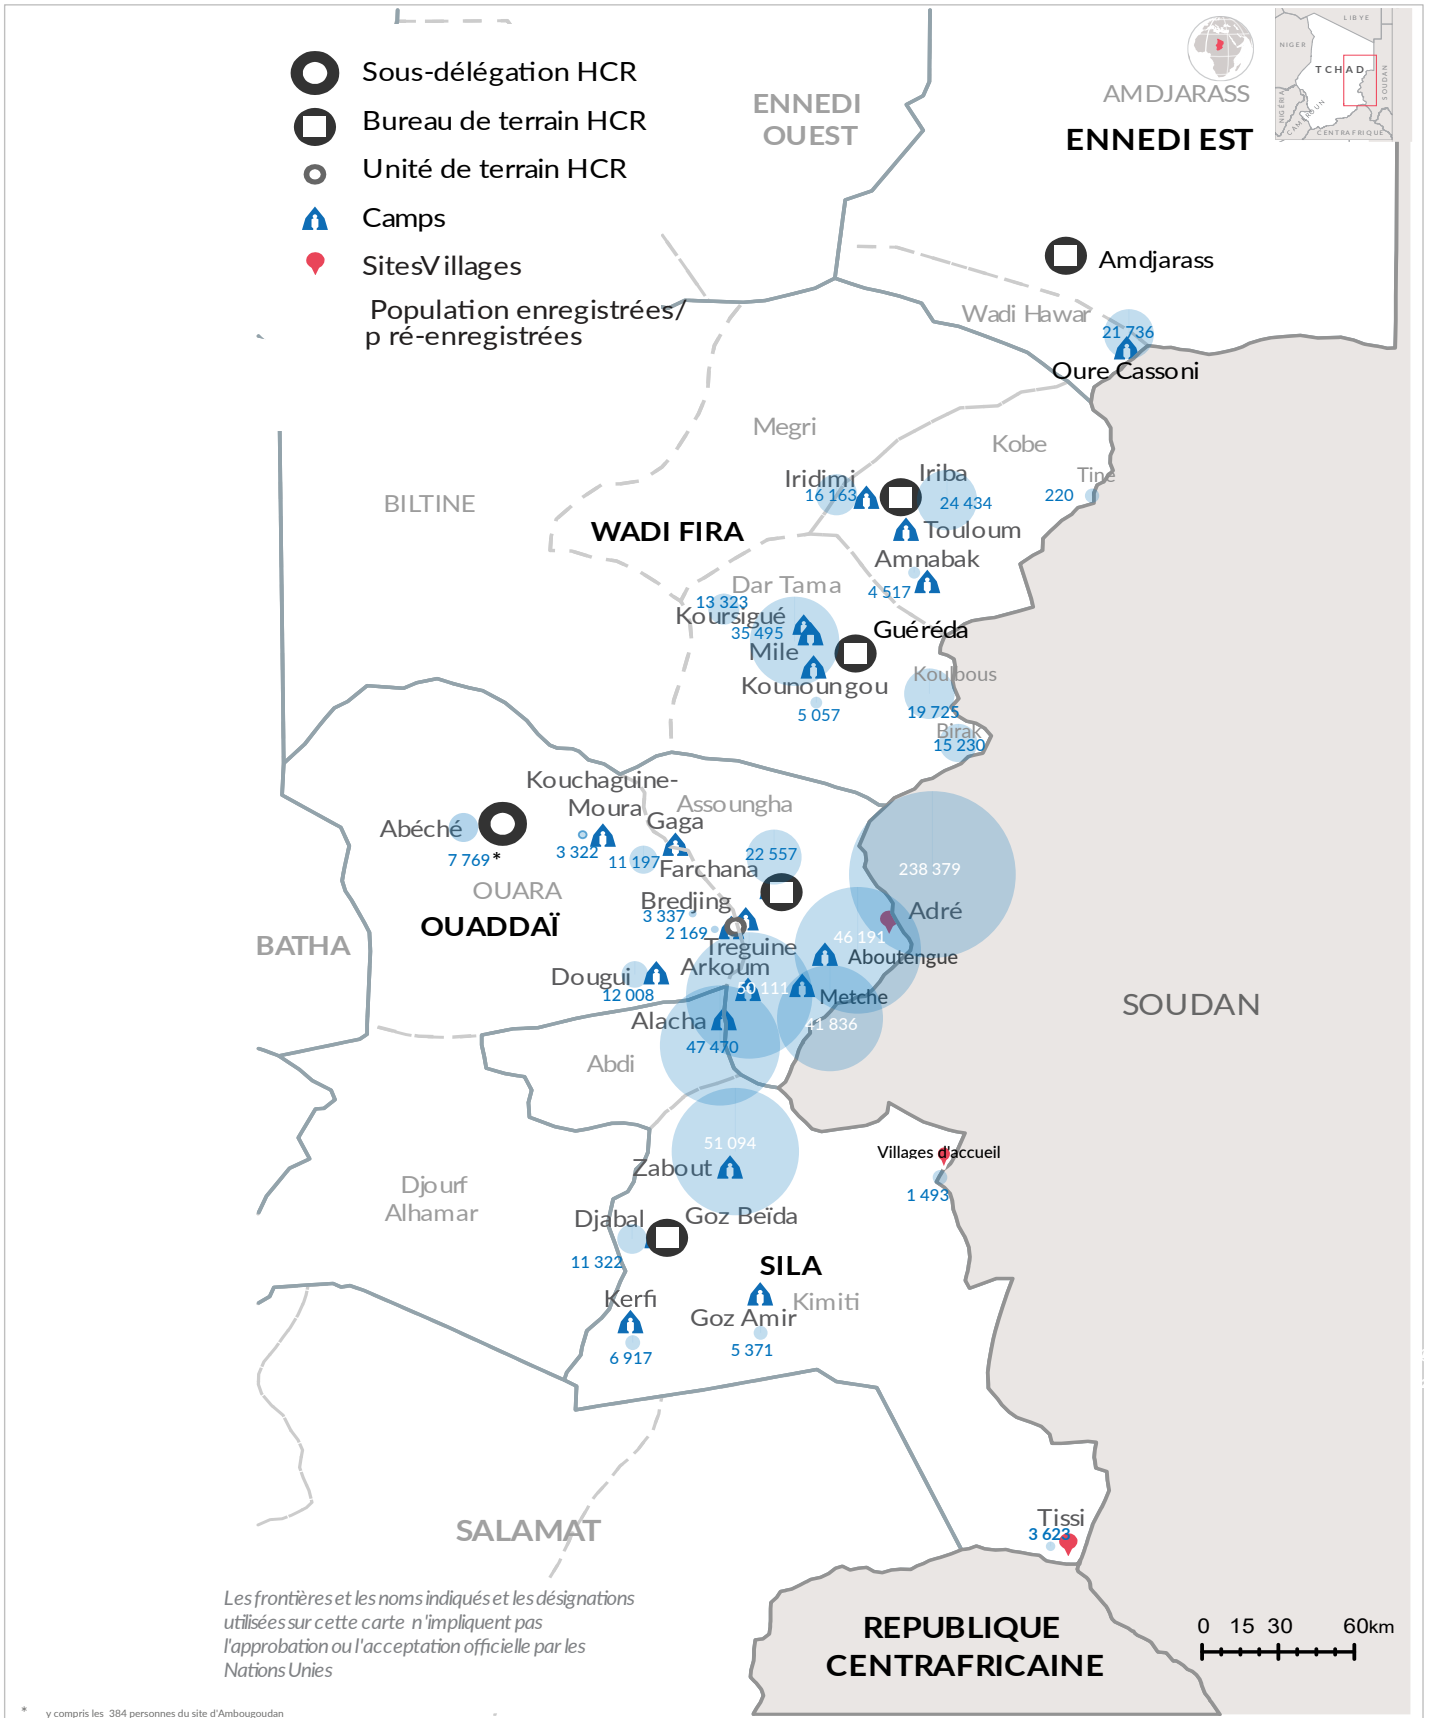 Sous-délégation HCR
Bureau de terrain HCR
Unité de terrain HCR
Camps
SitesVillages
Population enregistrées/
p ré-enregistrées
ENNEDI
OUEST
AMDJARASS
ENNEDI EST
LIBYE
NIGER
TCHAD
SOUDAN
NIGERIA
CAMEROUN
CENTRAFRIQUE
Amdjarass
Wadi Hawar
21 736
Oure Cassoni
Megri
Kobe
Iridimi
16 163
Iriba
24 434
Tine
220
BILTINE
WADI FIRA
Touloum
Amnabak
4 517
Dar Tama
13 323
Koursigué
35 495
Mile
Guéréda
Kounoungou
5 057
Koulbous
19 725
Birak
15 230
Kouchaguine-
Moura
3 322
Assoungha
Gaga
11 197
Abéché
7 769*
22 557
Farchana
238 379
OUARA
OUADDAÏ
Bredjing
3 337
2 169
Adré
BATHA
Treguine
46 191
Aboutengue
Arkoum
50 111
Dougui
12 008
Metche
41 836
SOUDAN
Alacha
47 470
Abdi
51 094
Zabout
Villages d'accueil
1 493
Djourf
Alhamar
Djabal
11 322
Goz Beïda
SILA
Kerfi
6 917
Kimiti
Goz Amir
5 371
SALAMAT
Tissi
3 623
Les frontières et les noms indiqués et les désignations
utilisées sur cette carte n'impliquent pas
l'approbation ou l'acceptation officielle par les
Nations Unies
REPUBLIQUE
CENTRAFRICAINE
0 15 30 60km
* y compris les 384 personnes du site d'Ambougoudan